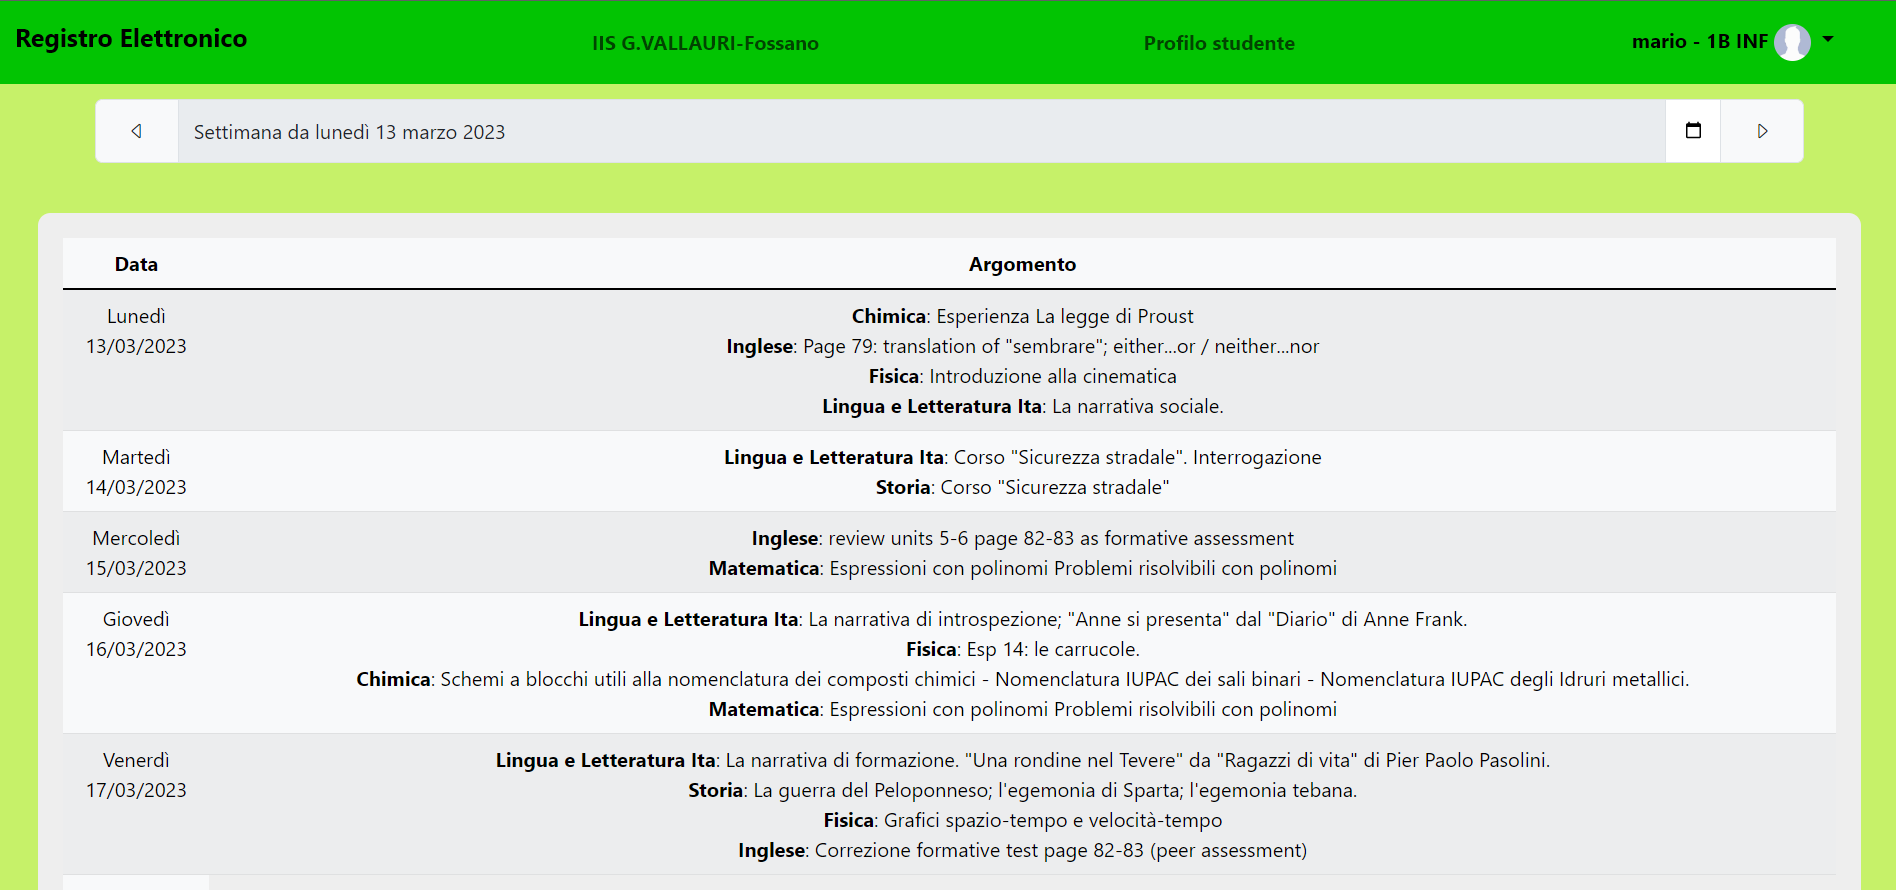 Registro Elettronico
IIS G.VALLAURI-Fossano
Profilo studente
mario - 1B INF
Settimana da lunedì 13 marzo 2023
Data
Argomento
Lunedì
13/03/2023
Chimica: Esperienza La legge di Proust
Inglese: Page 79: translation of "sembrare"; either...or / neither...nor
Fisica: Introduzione alla cinematica
Lingua e Letteratura Ita: La narrativa sociale.
Martedì
14/03/2023
Lingua e Letteratura Ita: Corso "Sicurezza stradale". Interrogazione
Storia: Corso "Sicurezza stradale"
Mercoledì
15/03/2023
Inglese: review units 5-6 page 82-83 as formative assessment
Matematica: Espressioni con polinomi Problemi risolvibili con polinomi
Giovedì
16/03/2023
Lingua e Letteratura Ita: La narrativa di introspezione; "Anne si presenta" dal "Diario" di Anne Frank.
Fisica: Esp 14: le carrucole.
Chimica: Schemi a blocchi utili alla nomenclatura dei composti chimici - Nomenclatura IUPAC dei sali binari - Nomenclatura IUPAC degli Idruri metallici.
Matematica: Espressioni con polinomi Problemi risolvibili con polinomi
Venerdì
17/03/2023
Lingua e Letteratura Ita: La narrativa di formazione. "Una rondine nel Tevere" da "Ragazzi di vita" di Pier Paolo Pasolini.
Storia: La guerra del Peloponneso; l'egemonia di Sparta; l'egemonia tebana.
Fisica: Grafici spazio-tempo e velocità-tempo
Inglese: Correzione formative test page 82-83 (peer assessment)